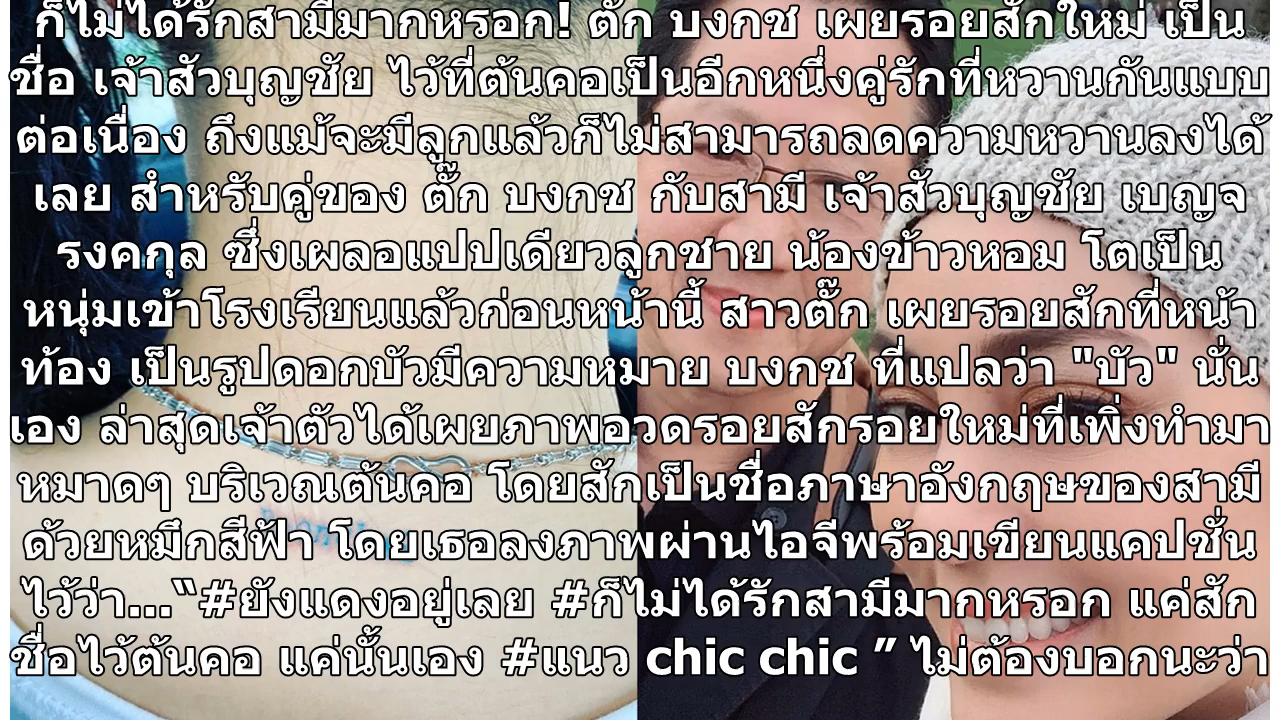 ก็ไม่ได้รักสามีมากหรอก! ตั๊ก บงกช เผยรอยสักใหม่ เป็น
ชื่อ เจ้าสัวบุญชัย ไว้ที่ต้นคอเป็นอีกหนึ่งคู่รักที่หวานกันแบบ
ต่อเนื่อง ถึงแม้จะมีลูกแล้วก็ไม่สามารถลดความหวานลงได้
เลย สำหรับคู่ของ ตั๊ก บงกช กับสามี เจ้าสัวบุญชัย เบญจ
รงคกุล ซึ่งเผลอแปปเดียวลูกชาย น้องข้าวหอม โตเป็น
หนุ่มเข้าโรงเรียนแล้วก่อนหน้านี้ สาวตั๊ก เผยรอยสักที่หน้า
ท้อง เป็นรูปดอกบัวมีความหมาย บงกช ที่แปลว่า "บัว" นั่น
เอง ล่าสุดเจ้าตัวได้เผยภาพอวดรอยสักรอยใหม่ที่เพิ่งทำมา
หมาดๆ บริเวณต้นคอ โดยสักเป็นชื่อภาษาอังกฤษของสามี
ด้วยหมึกสีฟ้า โดยเธอลงภาพผ่านไอจีพร้อมเขียนแคปชั่น
ไว้ว่า...“#ยังแดงอยู่เลย #ก็ไม่ได้รักสามีมากหรอก แค่สัก
ชื่อไว้ต้นคอ แค่นั้นเอง #แนว chic chic ” ไม่ต้องบอกนะว่า